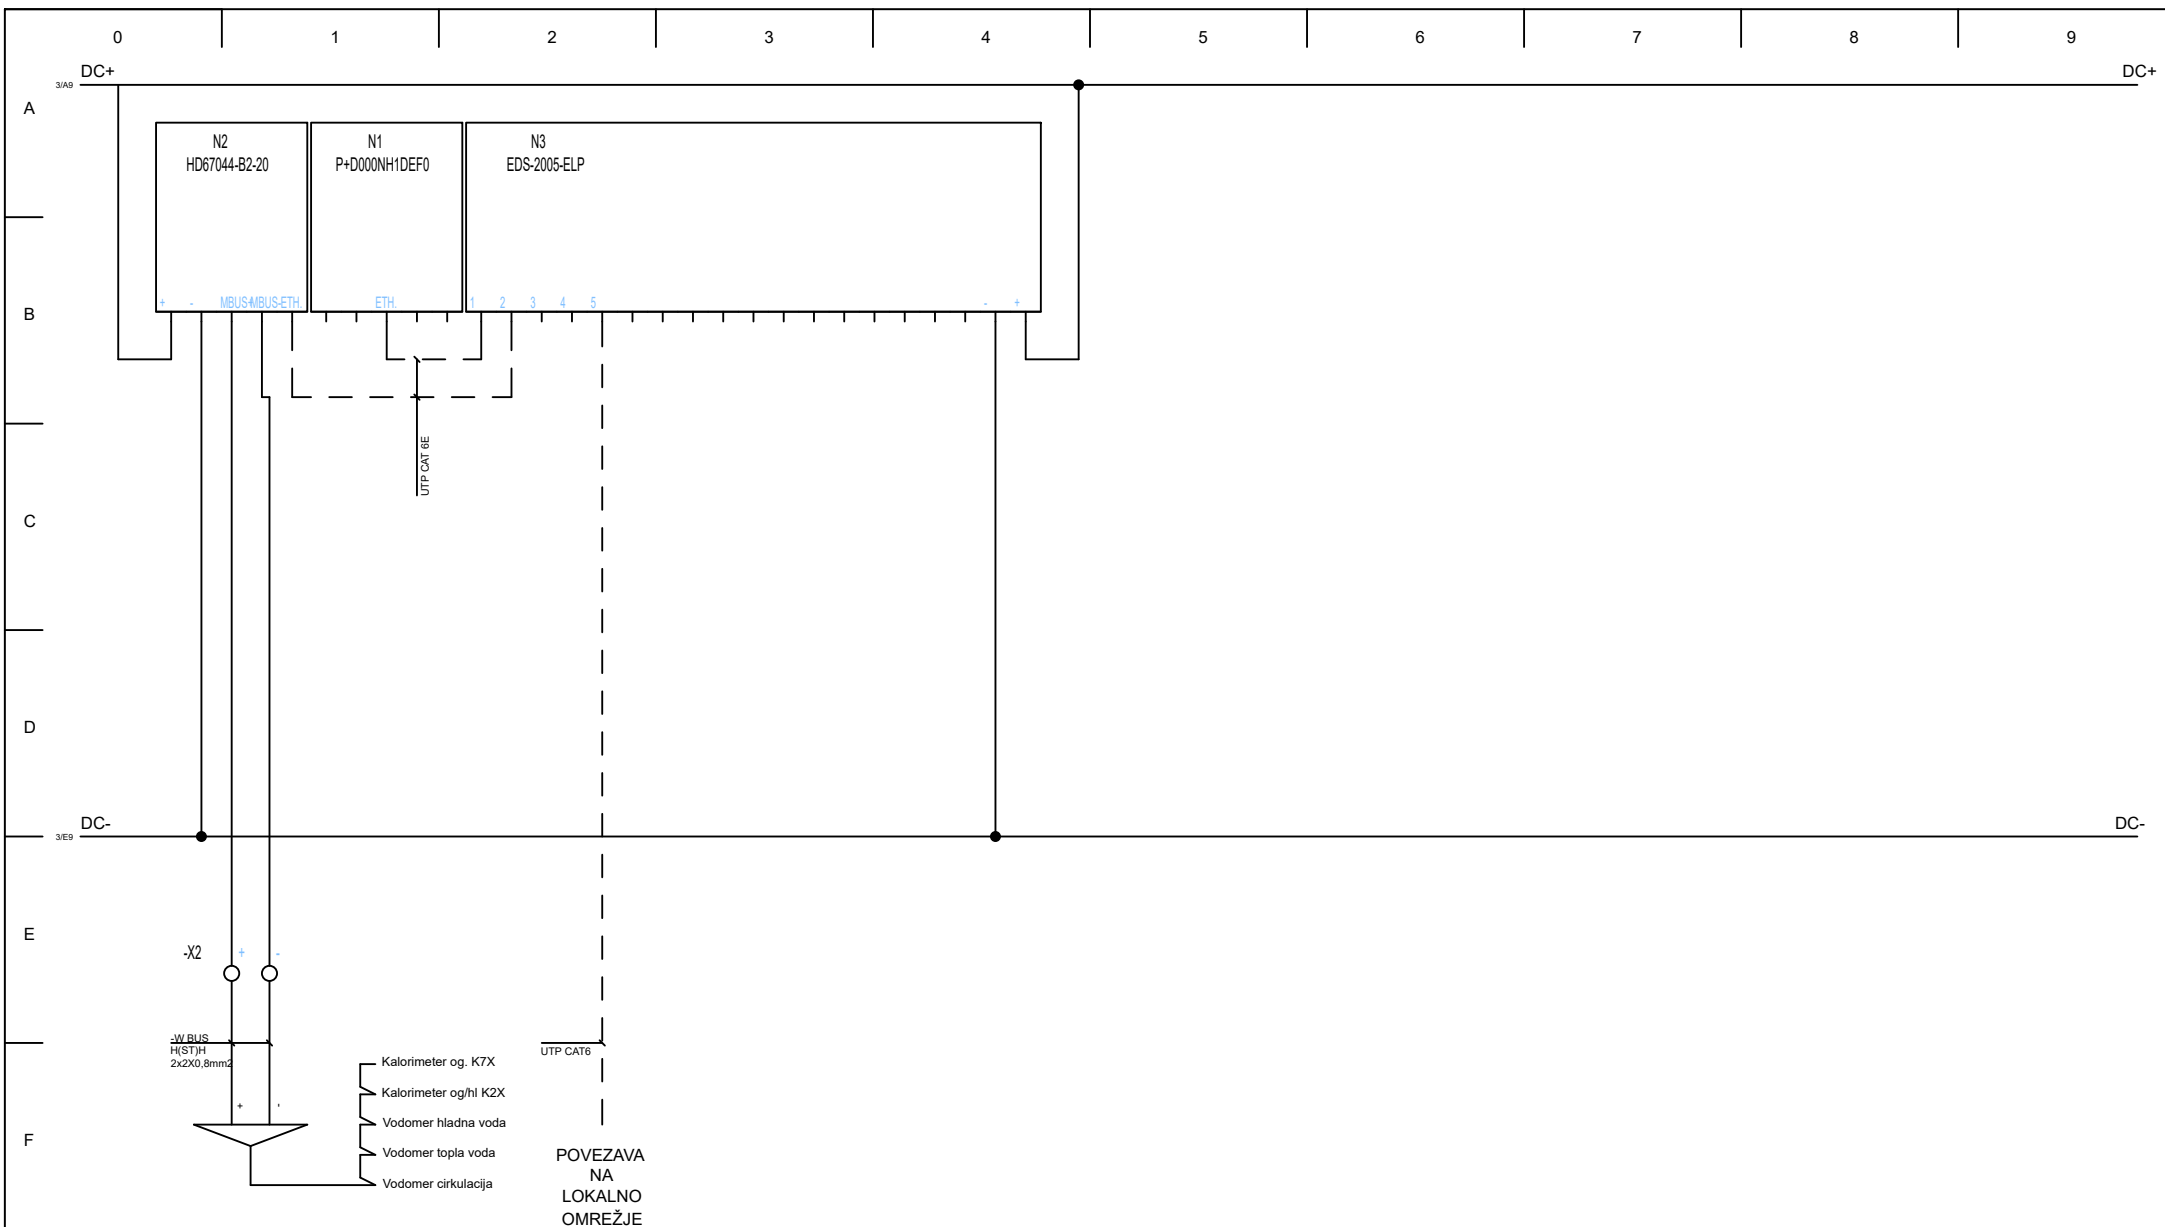 0 1 2 3 4 5 6 7 8 9
DC+ DC+
3/A9
A
N2 N1 N3
HD67044-B2-20 P+D000NH1DEF0 EDS-2005-ELP
+ - MBUS+ MBUS- ETH. ETH. 1 2 3 4 5 - +
B
UTP CAT 6E
C
D
DC- DC-
3/E9
E
-X2 + -
-W BUS
H(ST)H
2x2X0,8mm2
UTP CAT6
Kalorimeter og. K7X
Kalorimeter og/hl K2X
+ -
Vodomer hladna voda
F
Vodomer topla voda
Vodomer cirkulacija
POVEZAVA
NA
LOKALNO
OMREŽJE